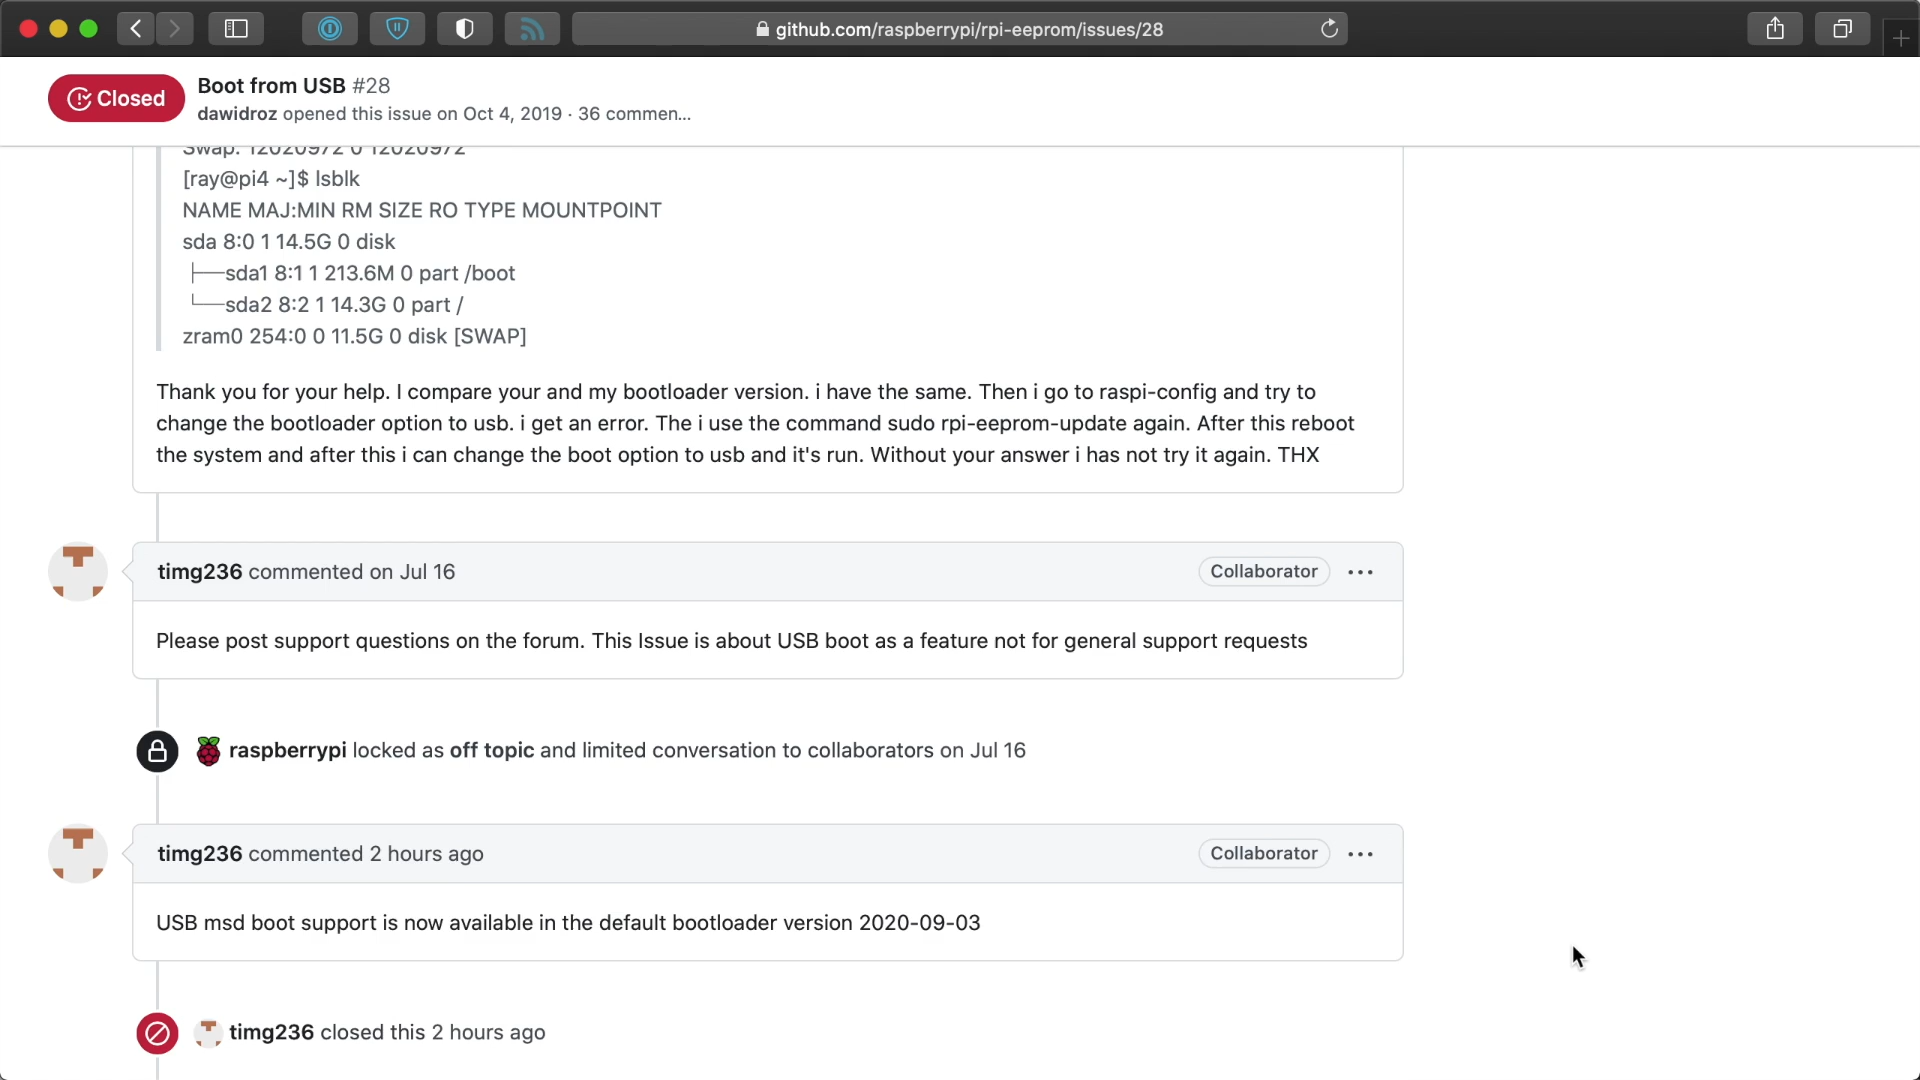 github.com/raspberrypi/rpi-eeprom/issues/28
Closed
Boot from USB #28
dawidroz opened this issue on Oct 4, 2019 · 36 commen...
Swap: 12020972 0 12020972
[ray@pi4 ~]$ lsblk
NAME MAJ:MIN RM SIZE RO TYPE MOUNTPOINT
sda 8:0 1 14.5G 0 disk
├──sda1 8:1 1 213.6M 0 part /boot
└──sda2 8:2 1 14.3G 0 part /
zram0 254:0 0 11.5G 0 disk [SWAP]
Thank you for your help. I compare your and my bootloader version. i have the same. Then i go to raspi-config and try to
change the bootloader option to usb. i get an error. The i use the command sudo rpi-eeprom-update again. After this reboot
the system and after this i can change the boot option to usb and it's run. Without your answer i has not try it again. THX
timg236 commented on Jul 16
Collaborator
Please post support questions on the forum. This Issue is about USB boot as a feature not for general support requests
raspberrypi locked as off topic and limited conversation to collaborators on Jul 16
timg236 commented 2 hours ago
Collaborator
USB msd boot support is now available in the default bootloader version 2020-09-03
timg236 closed this 2 hours ago